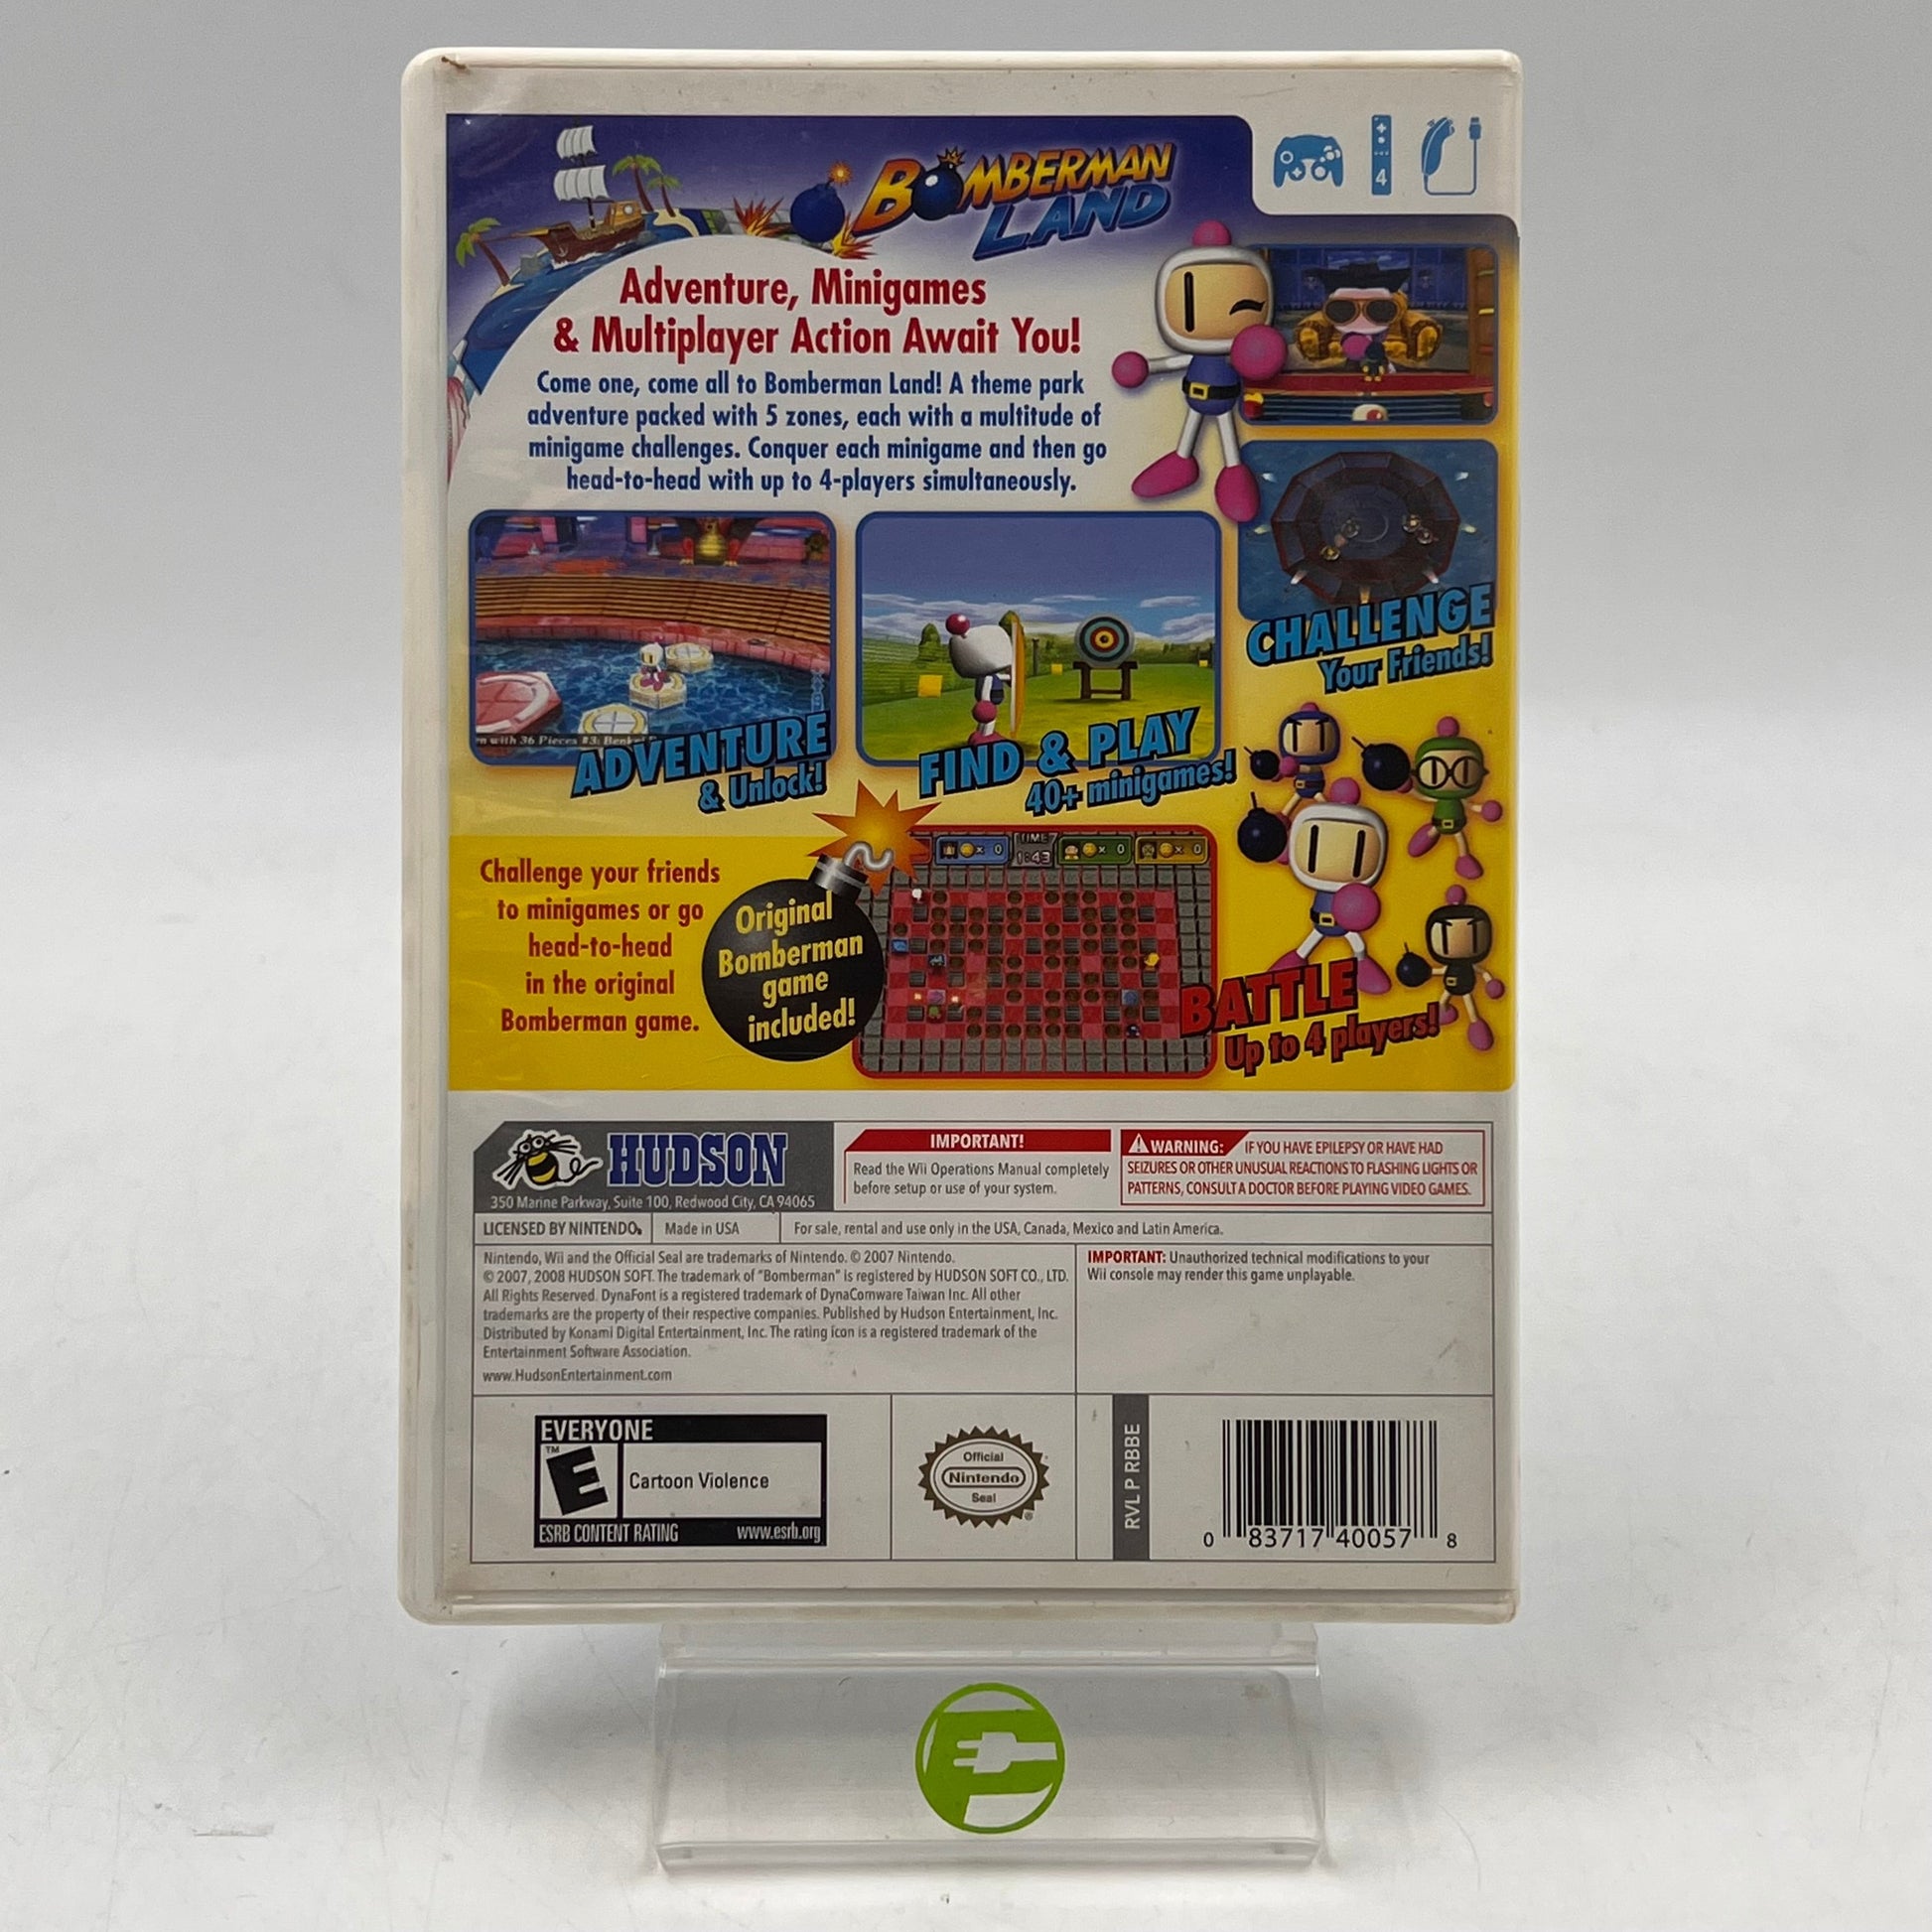 BOMBERMAN
LAND
4
Adventure, Minigames
& Multiplayer Action Await You!
Come one, come all to Bomberman Land! A theme park
adventure packed with 5 zones, each with a multitude of
minigame challenges. Conquer each minigame and then go
head-to-head with up to 4-players simultaneously.
n with 36 Pieces #3: Benkei
ADVENTURE
& Unlock!
FIND & PLAY
40+ minigames!
CHALLENGE
Your Friends!
Challenge your friends
to minigames or go
head-to-head
in the original
Bomberman game.
Original
Bomberman
game
included!
× 0 TIME 1:43 × 0 × 0
BATTLE
Up to 4 players!
HUDSON
350 Marine Parkway, Suite 100, Redwood City, CA 94065
IMPORTANT!
Read the Wii Operations Manual completely
before setup or use of your system.
WARNING: IF YOU HAVE EPILEPSY OR HAVE HAD
SEIZURES OR OTHER UNUSUAL REACTIONS TO FLASHING LIGHTS OR
PATTERNS, CONSULT A DOCTOR BEFORE PLAYING VIDEO GAMES.
LICENSED BY NINTENDO® Made in USA For sale, rental and use only in the USA, Canada, Mexico and Latin America.
Nintendo, Wii and the Official Seal are trademarks of Nintendo. © 2007 Nintendo.
© 2007, 2008 HUDSON SOFT. The trademark of "Bomberman" is registered by HUDSON SOFT CO., LTD.
All Rights Reserved. DynaFont is a registered trademark of DynaComware Taiwan Inc. All other
trademarks are the property of their respective companies. Published by Hudson Entertainment, Inc.
Distributed by Konami Digital Entertainment, Inc. The rating icon is a registered trademark of the
Entertainment Software Association.
www.HudsonEntertainment.com
IMPORTANT: Unauthorized technical modifications to your
Wii console may render this game unplayable.
EVERYONE
E™
Cartoon Violence
ESRB CONTENT RATING www.esrb.org
Official
Nintendo
Seal®
RVL P RBBE
0 83717 40057 8